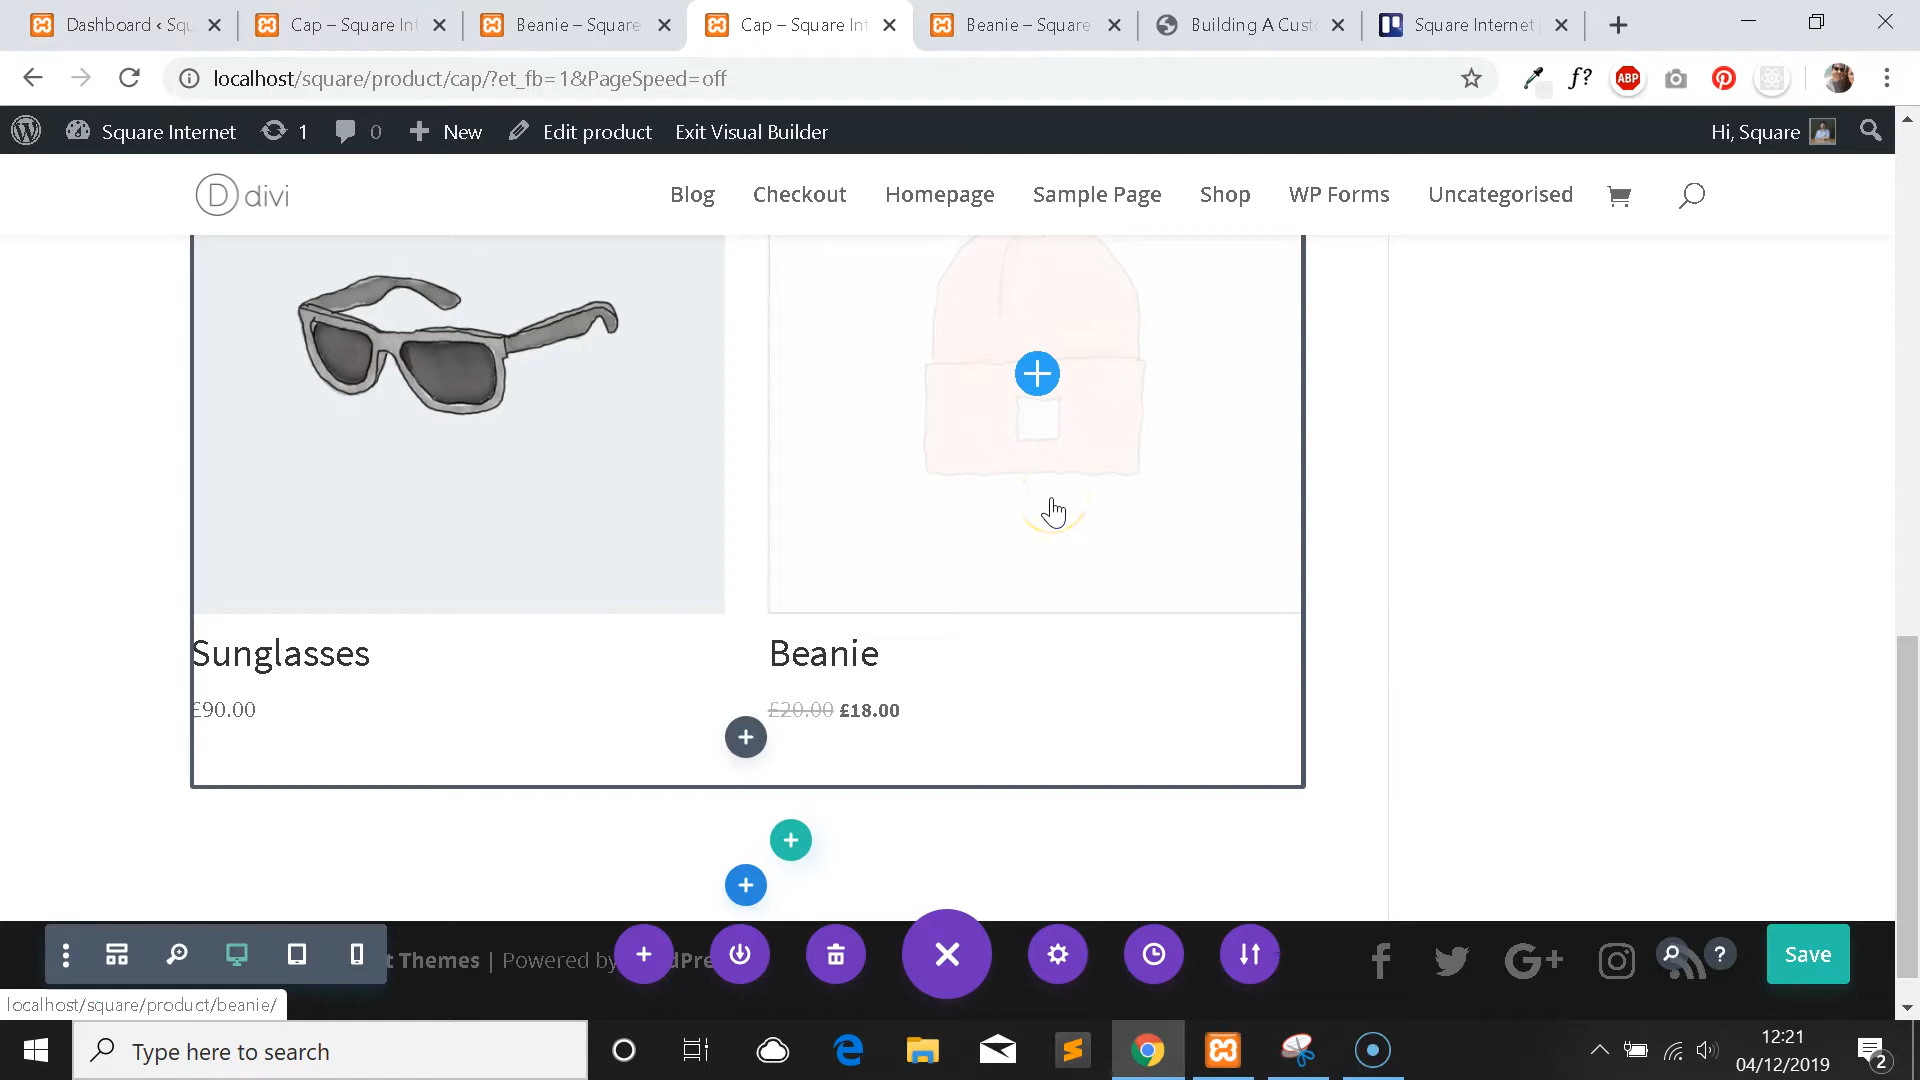 Dashboard ‹ Squ
Cap – Square Int
Beanie – Square
Cap – Square Int
Beanie – Square
Building A Custo
Square Internet
localhost/square/product/cap/?et_fb=1&PageSpeed=off
f?
ABP
Square Internet
1
0
New
Edit product
Exit Visual Builder
Hi, Square
D divi
Blog
Checkout
Homepage
Sample Page
Shop
WP Forms
Uncategorised
Sunglasses
£90.00
Beanie
£20.00 £18.00
t Themes | Powered by
dPre
G+
?
Save
localhost/square/product/beanie/
Type here to search
12:21
04/12/2019
2